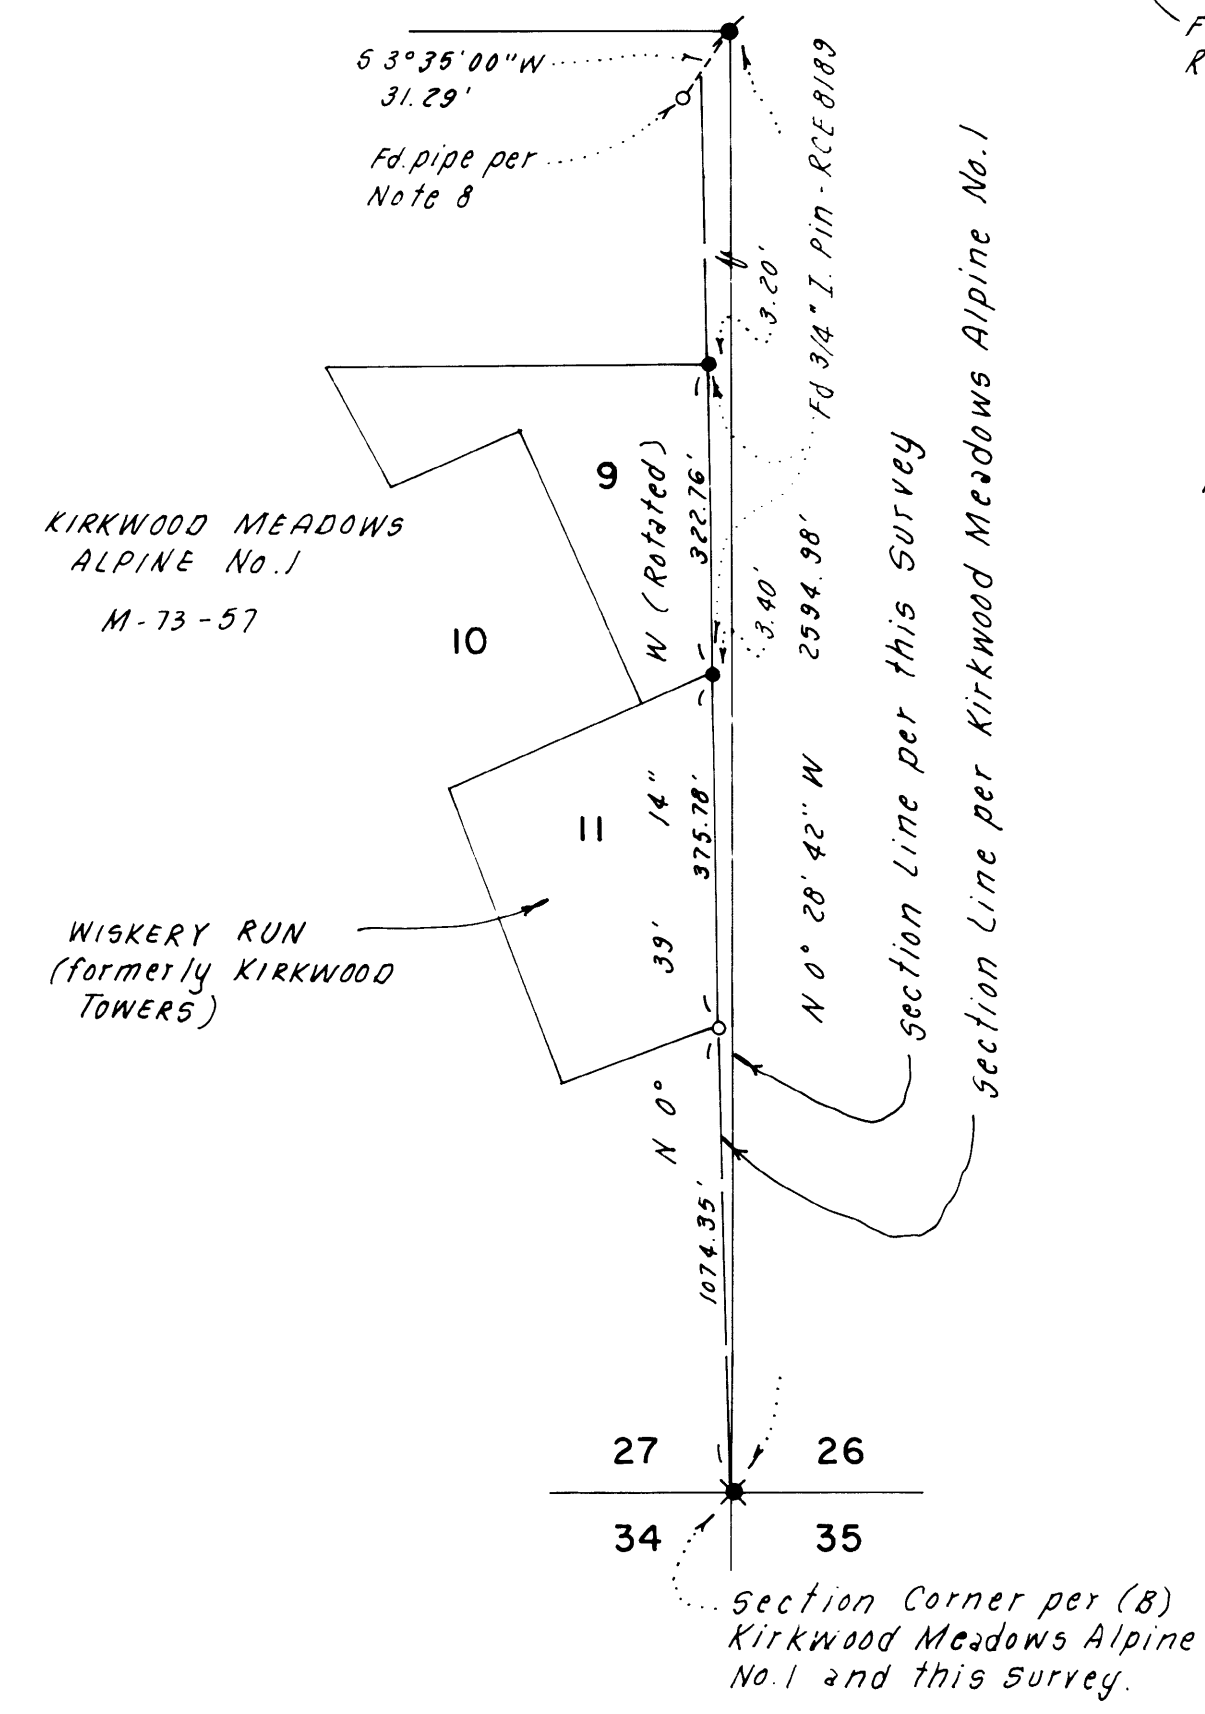 F
R
S 3°35'00"W
31.29'
Fd. pipe per
Note 8
3.20'
Fd 3/4" I. Pin - RCE 8189
Section Line per Kirkwood Meadows Alpine No. 1
Section Line per this Survey
9
KIRKWOOD MEADOWS
ALPINE No. 1
M-73-57
10
N 0° 39' 14" W (Rotated)
322.76'
3.40'
2594.98'
N 0° 28' 42" W
11
375.78'
WISKERY RUN
(formerly KIRKWOOD
TOWERS)
1074.35'
27
26
34
35
Section Corner per (B)
Kirkwood Meadows Alpine
No. 1 and this Survey.